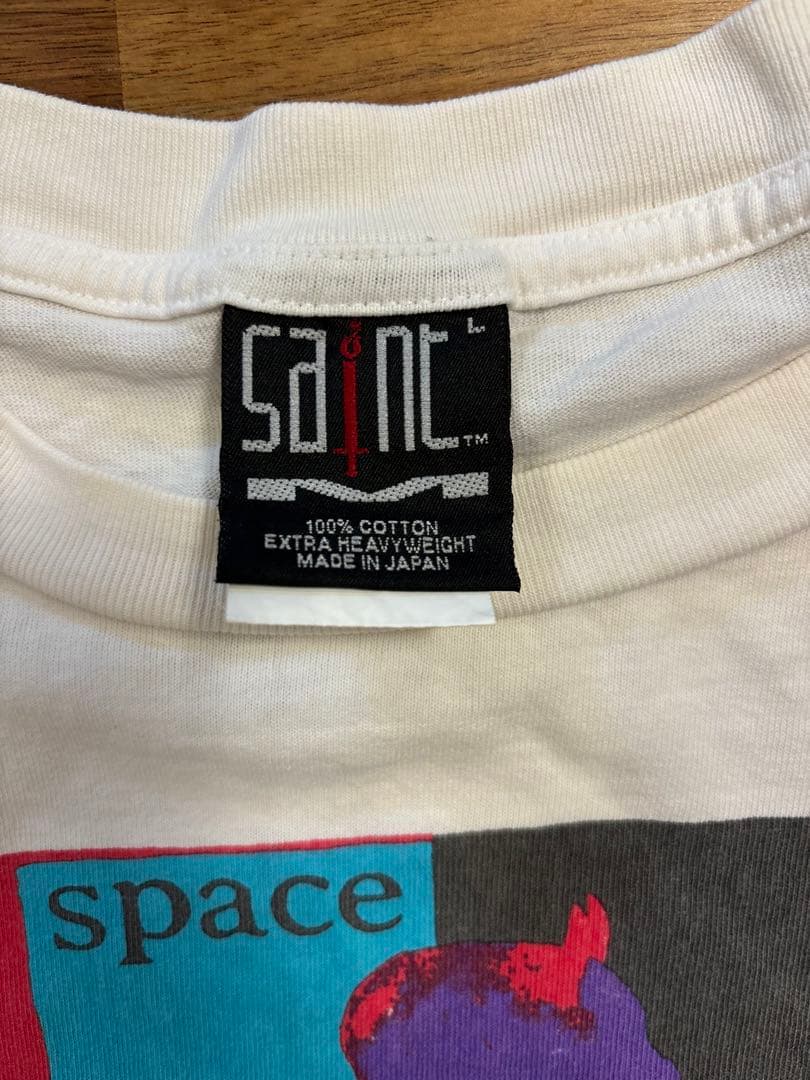 saint L
TM
100% COTTON
EXTRA HEAVYWEIGHT
MADE IN JAPAN
space